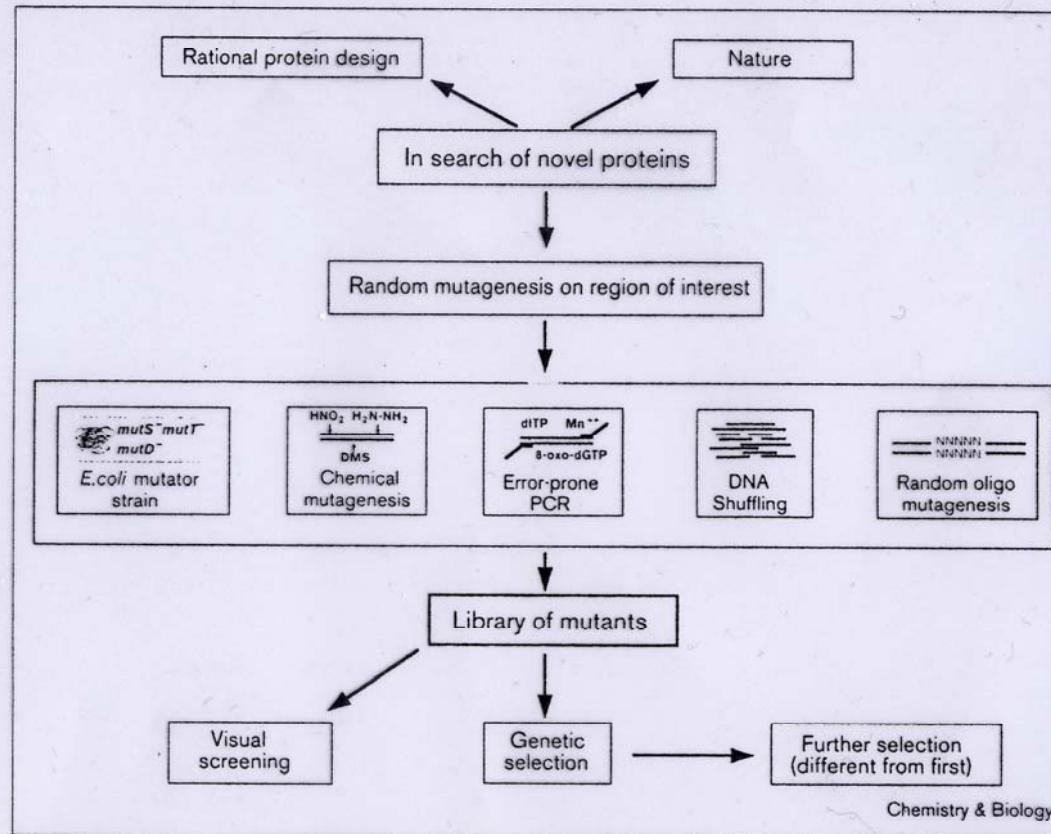 Rational protein design
Nature
In search of novel proteins
Random mutagenesis on region of interest
mutS⁻ mutT⁻
mutD⁻
E.coli mutator
strain
HNO₂ H₂N-NH₂
DMS
Chemical
mutagenesis
dITP Mn⁺⁺
8-oxo-dGTP
Error-prone
PCR
DNA
Shuffling
NNNNN
NNNNN
Random oligo
mutagenesis
Library of mutants
Visual
screening
Genetic
selection
Further selection
(different from first)
Chemistry & Biology